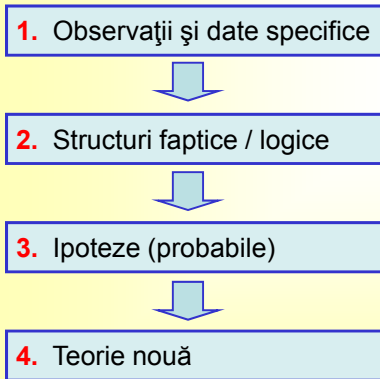 1. Observaţii şi date specifice
2. Structuri faptice / logice
3. Ipoteze (probabile)
4. Teorie nouă